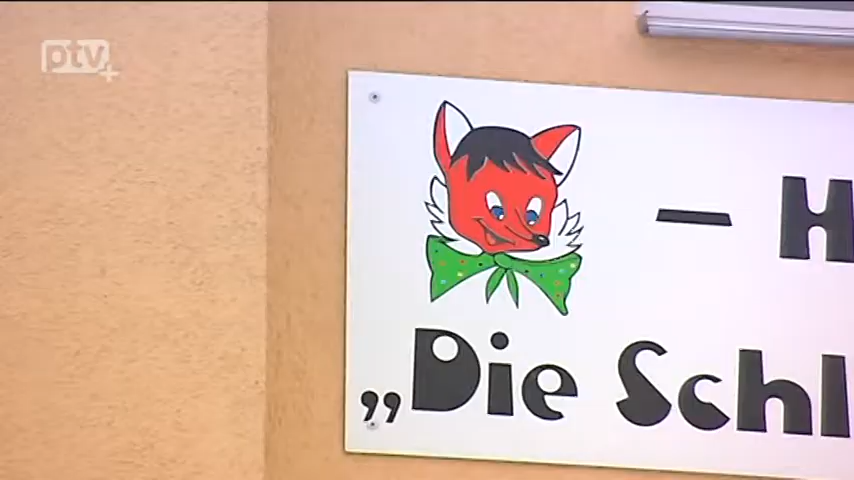 ptv+
– H
„Die Schl